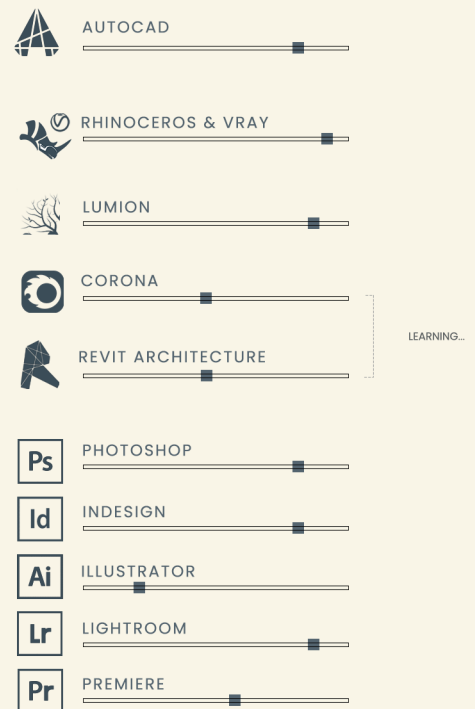 AUTOCAD
RHINOCEROS & VRAY
LUMION
CORONA
LEARNING...
REVIT ARCHITECTURE
Ps PHOTOSHOP
Id INDESIGN
Ai ILLUSTRATOR
Lr LIGHTROOM
Pr PREMIERE